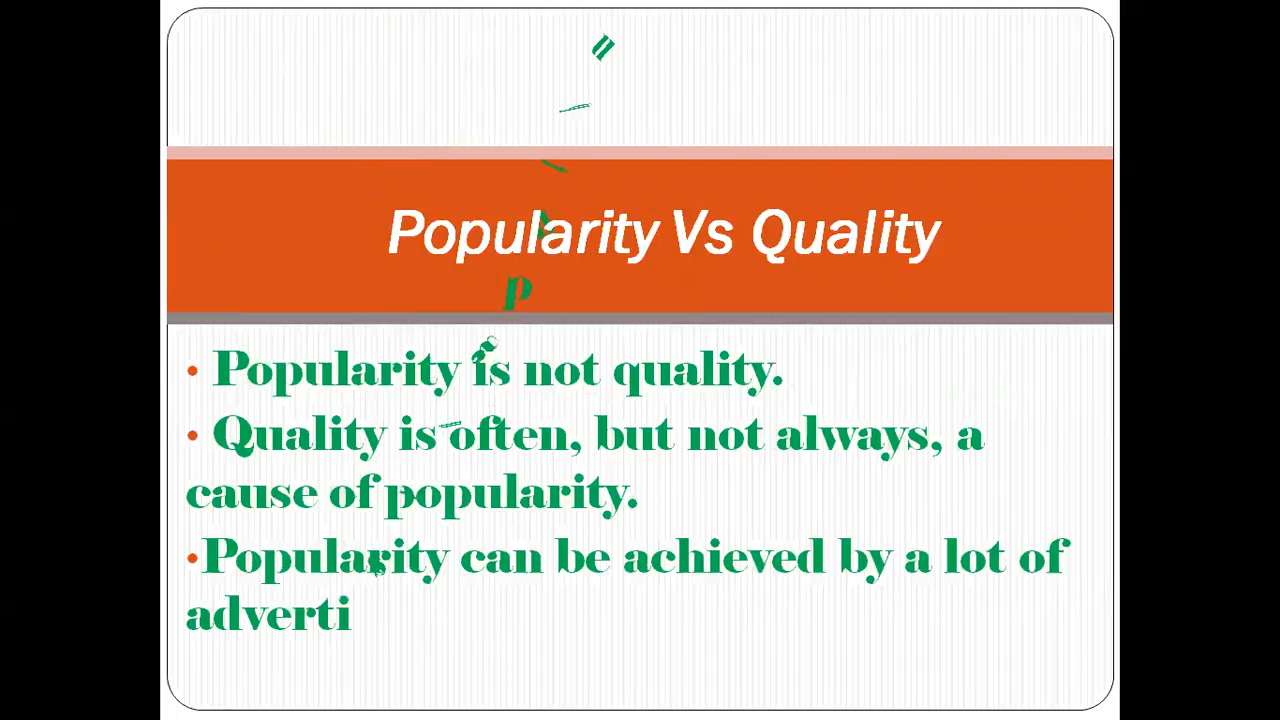 Popularity Vs Quality
• Popularity is not quality.
• Quality is often, but not always, a
cause of popularity.
•Popularity can be achieved by a lot of
adverti
p